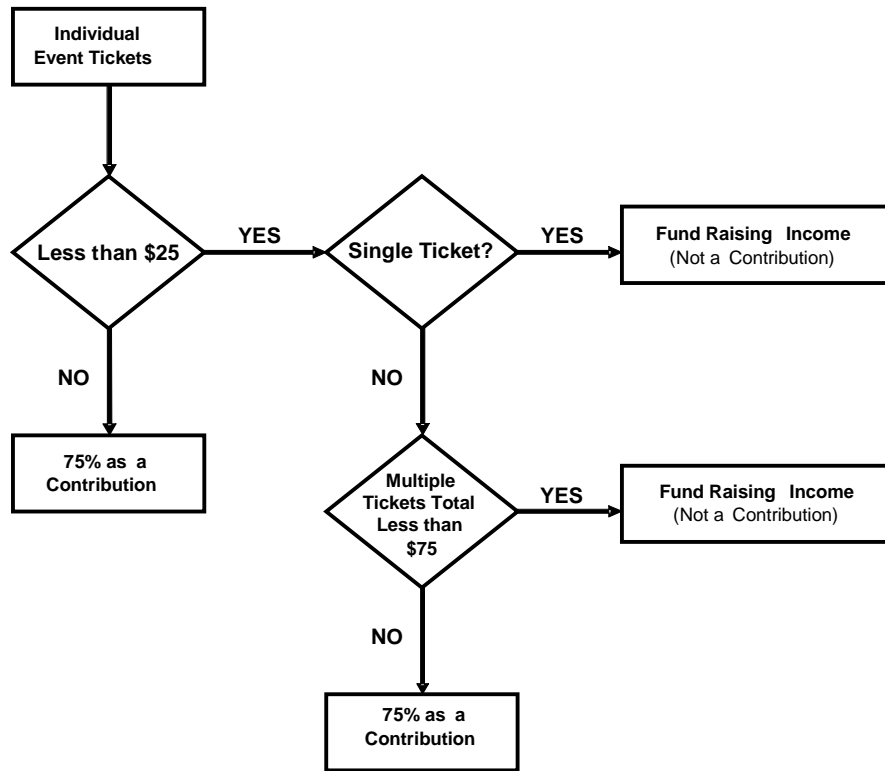 Individual
Event Tickets
Less than $25
YES
Single Ticket?
YES
Fund Raising Income
(Not a Contribution)
NO
NO
75% as a
Contribution
Multiple
Tickets Total
Less than
$75
YES
Fund Raising Income
(Not a Contribution)
NO
75% as a
Contribution